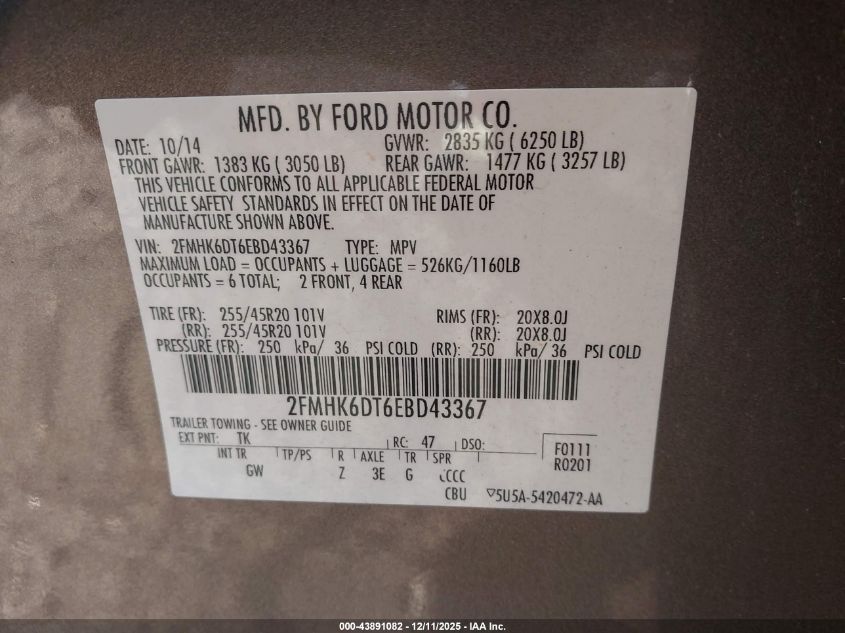 MFD. BY FORD MOTOR CO.
DATE: 10/14 GVWR: 2835 KG ( 6250 LB)
FRONT GAWR: 1383 KG ( 3050 LB) REAR GAWR: 1477 KG ( 3257 LB)
THIS VEHICLE CONFORMS TO ALL APPLICABLE FEDERAL MOTOR
VEHICLE SAFETY STANDARDS IN EFFECT ON THE DATE OF
MANUFACTURE SHOWN ABOVE.
VIN: 2FMHK6DT6EBD43367 TYPE: MPV
MAXIMUM LOAD = OCCUPANTS + LUGGAGE = 526KG/1160LB
OCCUPANTS = 6 TOTAL; 2 FRONT, 4 REAR
TIRE (FR): 255/45R20 101V RIMS (FR): 20X8.0J
(RR): 255/45R20 101V (RR): 20X8.0J
PRESSURE (FR): 250 kPa/ 36 PSI COLD (RR): 250 kPa/ 36 PSI COLD
2FMHK6DT6EBD43367
TRAILER TOWING - SEE OWNER GUIDE
EXT PNT: TK RC: 47 DSO: F0111
INT TR TP/PS R AXLE TR SPR R0201
GW Z 3E G CCCC
CBU ▽5U5A-5420472-AA
000-43891082 - 12/11/2025 - IAA Inc.